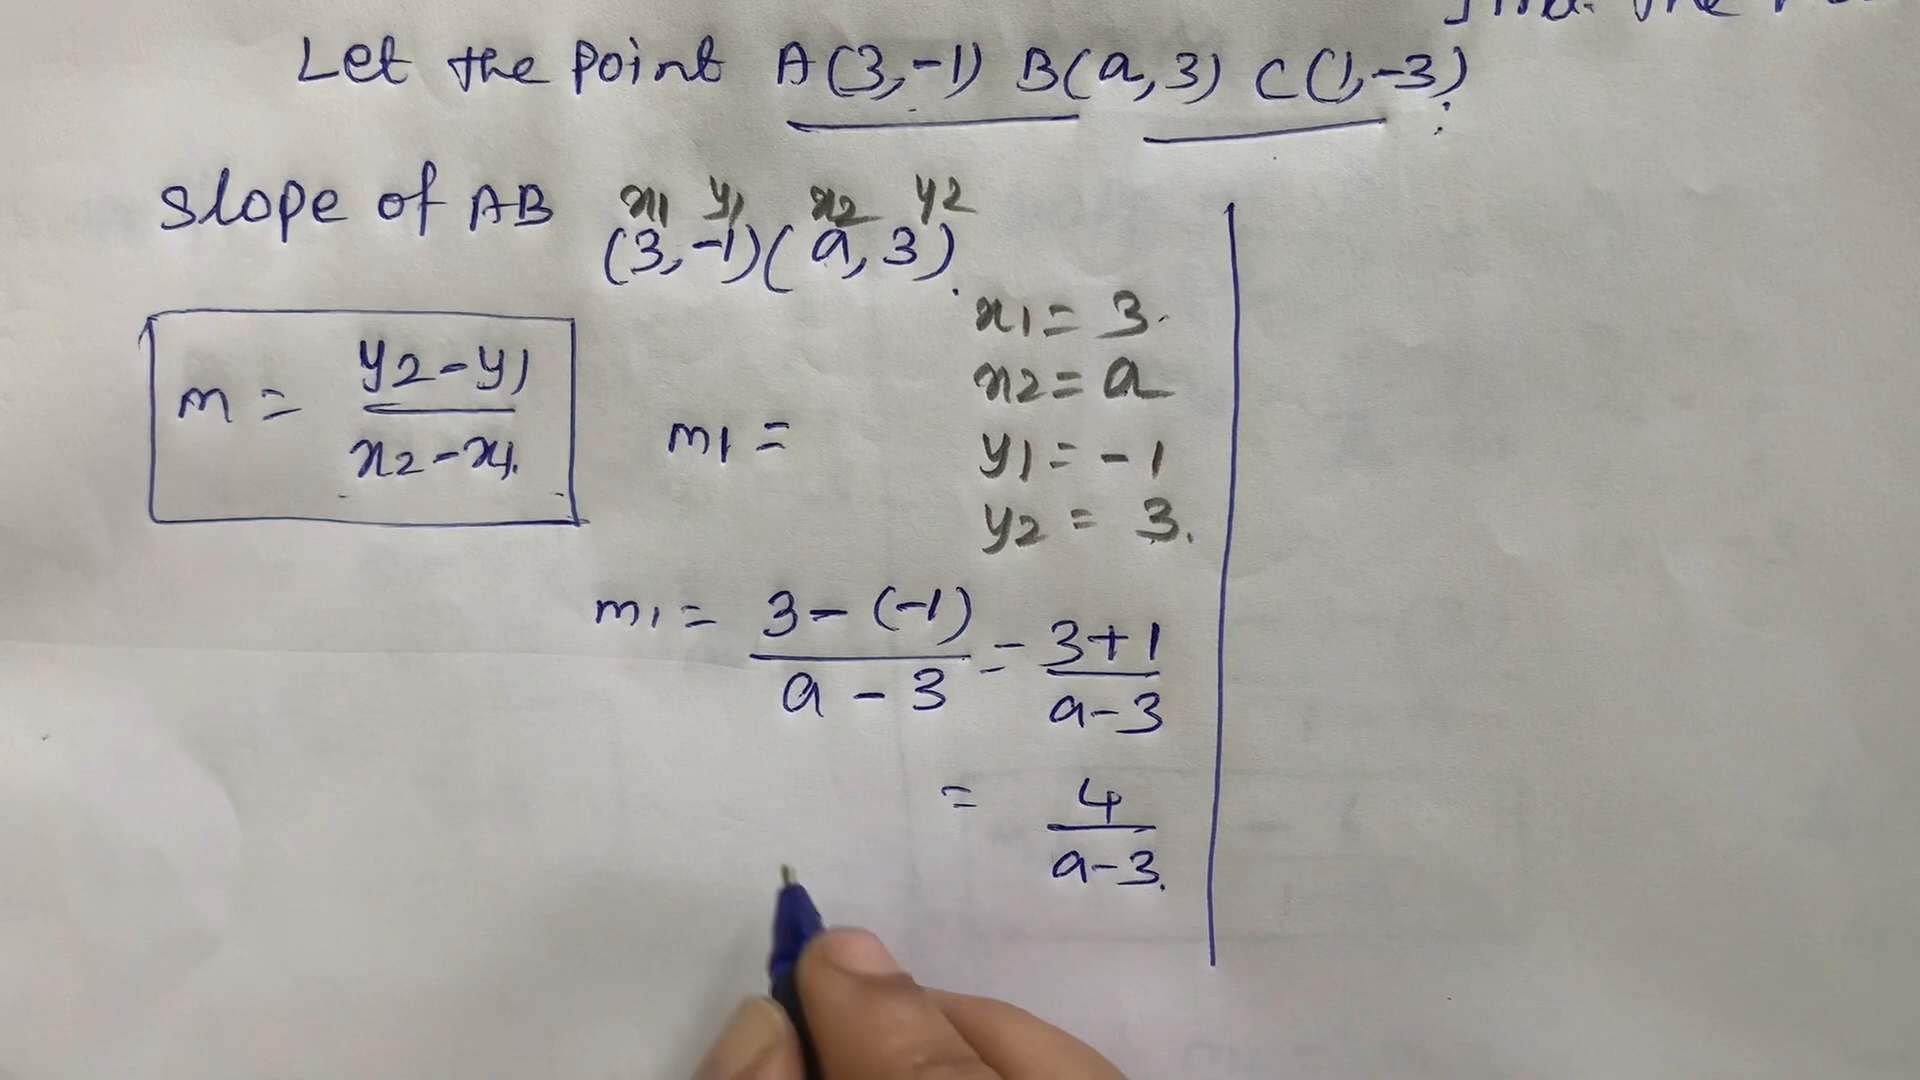 find. the
Let the point A(3,-1) B(a,3) C(1,-3).
slope of AB
x1 y1 x2 y2
(3,-1)(a,3).
m = y2-y1 / x2-x1.
m1 =
x1 = 3.
x2 = a
y1 = -1
y2 = 3.
m1 = 3-(-1) / a-3 = 3+1 / a-3
= 4 / a-3.